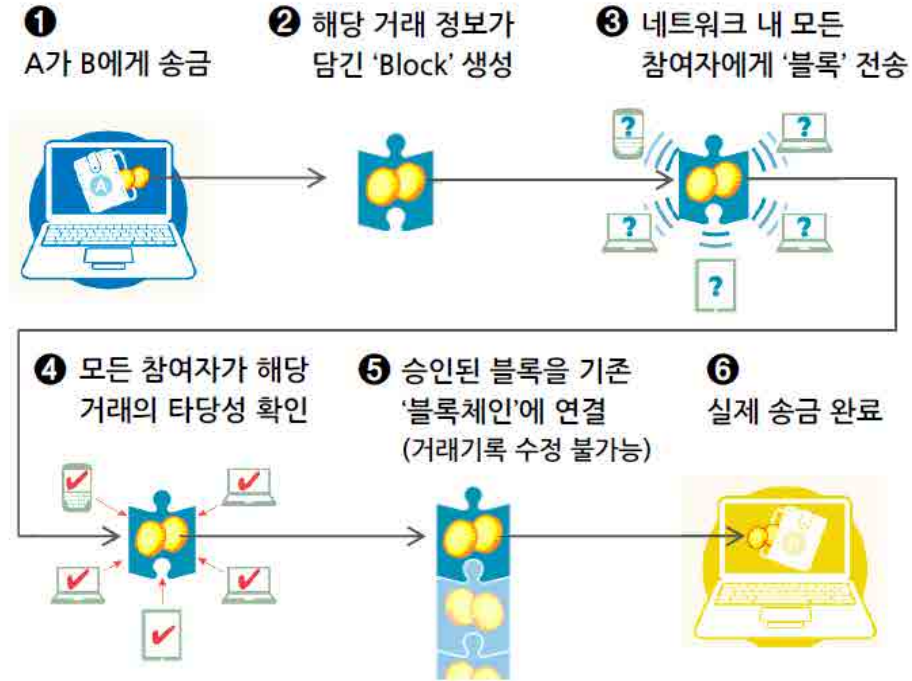 ❶
A가 B에게 송금
❷ 해당 거래 정보가
담긴 ‘Block’ 생성
❸ 네트워크 내 모든
참여자에게 ‘블록’ 전송
A
?
?
?
?
?
❹ 모든 참여자가 해당
거래의 타당성 확인
❺ 승인된 블록을 기존
‘블록체인’에 연결
(거래기록 수정 불가능)
❻
실제 송금 완료